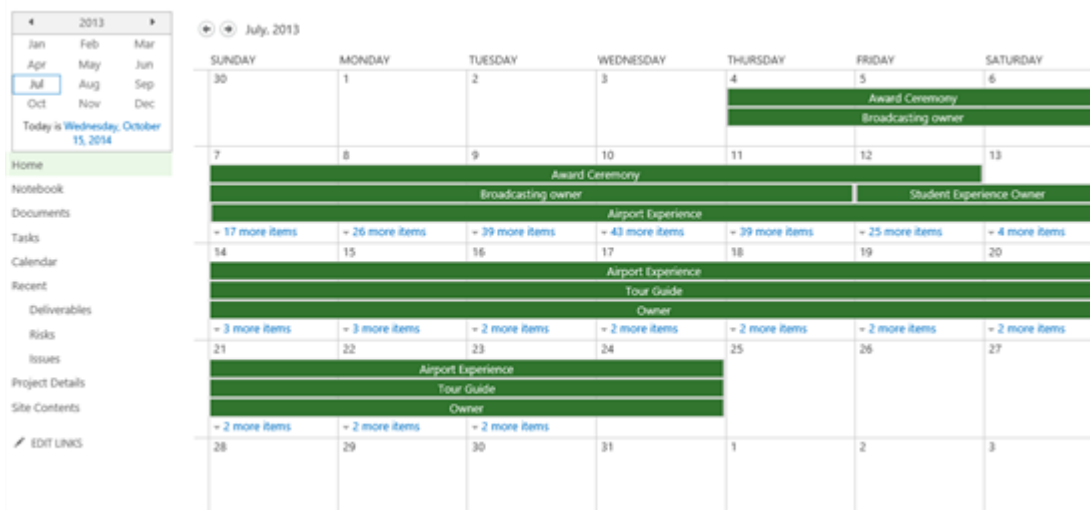 2013
Jan Feb Mar
Apr May Jun
Jul Aug Sep
Oct Nov Dec
Today is Wednesday, October
15, 2014
Home
Notebook
Documents
Tasks
Calendar
Recent
Deliverables
Risks
Issues
Project Details
Site Contents
EDIT LINKS
July, 2013
SUNDAY MONDAY TUESDAY WEDNESDAY THURSDAY FRIDAY SATURDAY
30 1 2 3 4 5 6
Award Ceremony
Broadcasting owner
7 8 9 10 11 12 13
Award Ceremony
Broadcasting owner Student Experience Owner
Airport Experience
17 more items 26 more items 39 more items 43 more items 39 more items 25 more items 4 more items
14 15 16 17 18 19 20
Airport Experience
Tour Guide
Owner
3 more items 3 more items 2 more items 2 more items 2 more items 2 more items 2 more items
21 22 23 24 25 26 27
Airport Experience
Tour Guide
Owner
2 more items 2 more items 2 more items
28 29 30 31 1 2 3